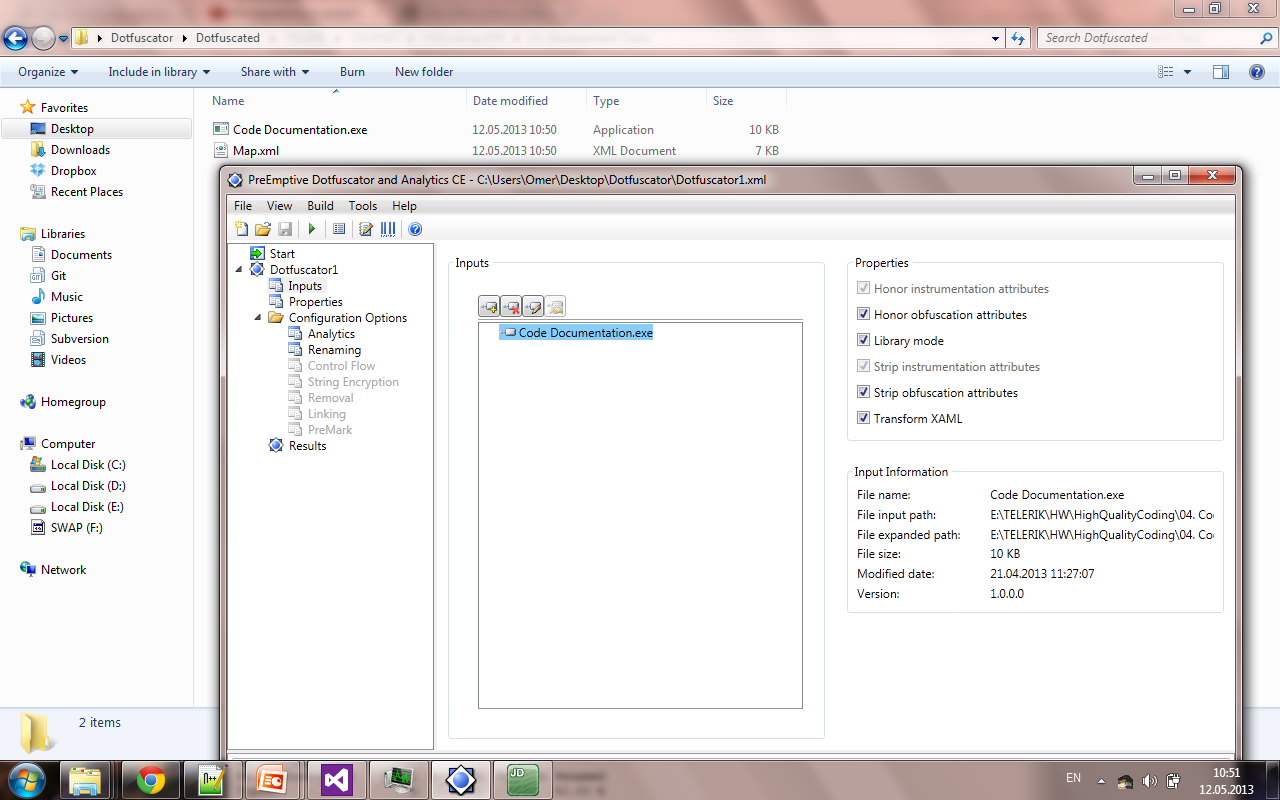 Dotfuscator Dotfuscated
Search Dotfuscated
Organize Include in library Share with Burn New folder
Favorites
Desktop
Downloads
Dropbox
Recent Places
Libraries
Documents
Git
Music
Pictures
Subversion
Videos
Homegroup
Computer
Local Disk (C:)
Local Disk (D:)
Local Disk (E:)
SWAP (F:)
Network
2 items
Name Date modified Type Size
Code Documentation.exe 12.05.2013 10:50 Application 10 KB
Map.xml 12.05.2013 10:50 XML Document 7 KB
PreEmptive Dotfuscator and Analytics CE - C:\Users\Omer\Desktop\Dotfuscator\Dotfuscator1.xml
File View Build Tools Help
Start
Dotfuscator1
Inputs
Properties
Configuration Options
Analytics
Renaming
Control Flow
String Encryption
Removal
Linking
PreMark
Results
Inputs
Code Documentation.exe
Properties
Honor instrumentation attributes
Honor obfuscation attributes
Library mode
Strip instrumentation attributes
Strip obfuscation attributes
Transform XAML
Input Information
File name: Code Documentation.exe
File input path: E:\TELERIK\HW\HighQualityCoding\04. Co
File expanded path: E:\TELERIK\HW\HighQualityCoding\04. Co
File size: 10 KB
Modified date: 21.04.2013 11:27:07
Version: 1.0.0.0
JD
EN
10:51
12.05.2013